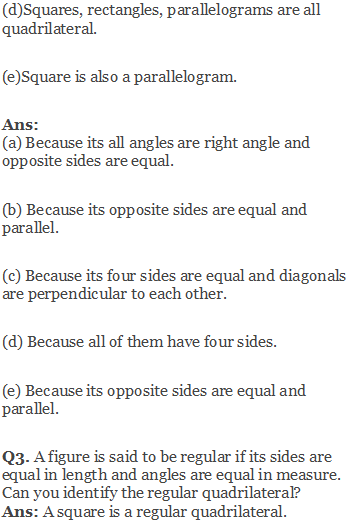 (d)Squares, rectangles, parallelograms are all
quadrilateral.
(e)Square is also a parallelogram.
Ans:
(a) Because its all angles are right angle and
opposite sides are equal.
(b) Because its opposite sides are equal and
parallel.
(c) Because its four sides are equal and diagonals
are perpendicular to each other.
(d) Because all of them have four sides.
(e) Because its opposite sides are equal and
parallel.
Q3. A figure is said to be regular if its sides are
equal in length and angles are equal in measure.
Can you identify the regular quadrilateral?
Ans: A square is a regular quadrilateral.